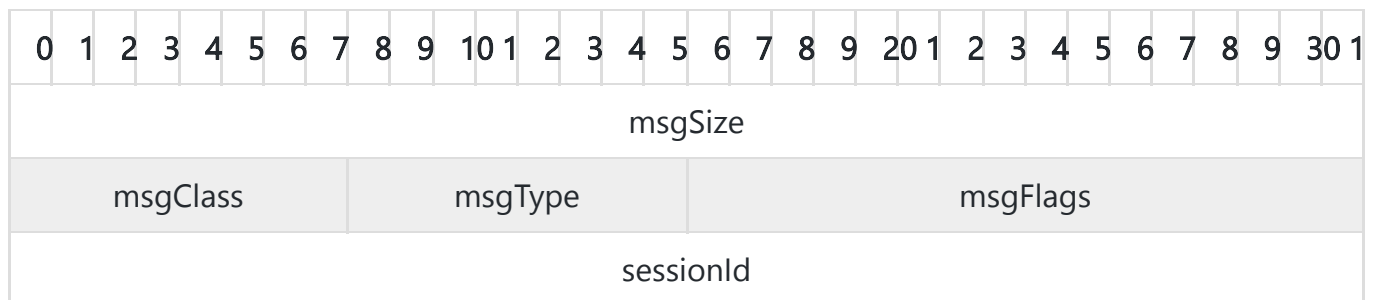 0 1 2 3 4 5 6 7 8 9 10 1 2 3 4 5 6 7 8 9 20 1 2 3 4 5 6 7 8 9 30 1
msgSize
msgClass msgType msgFlags
sessionId